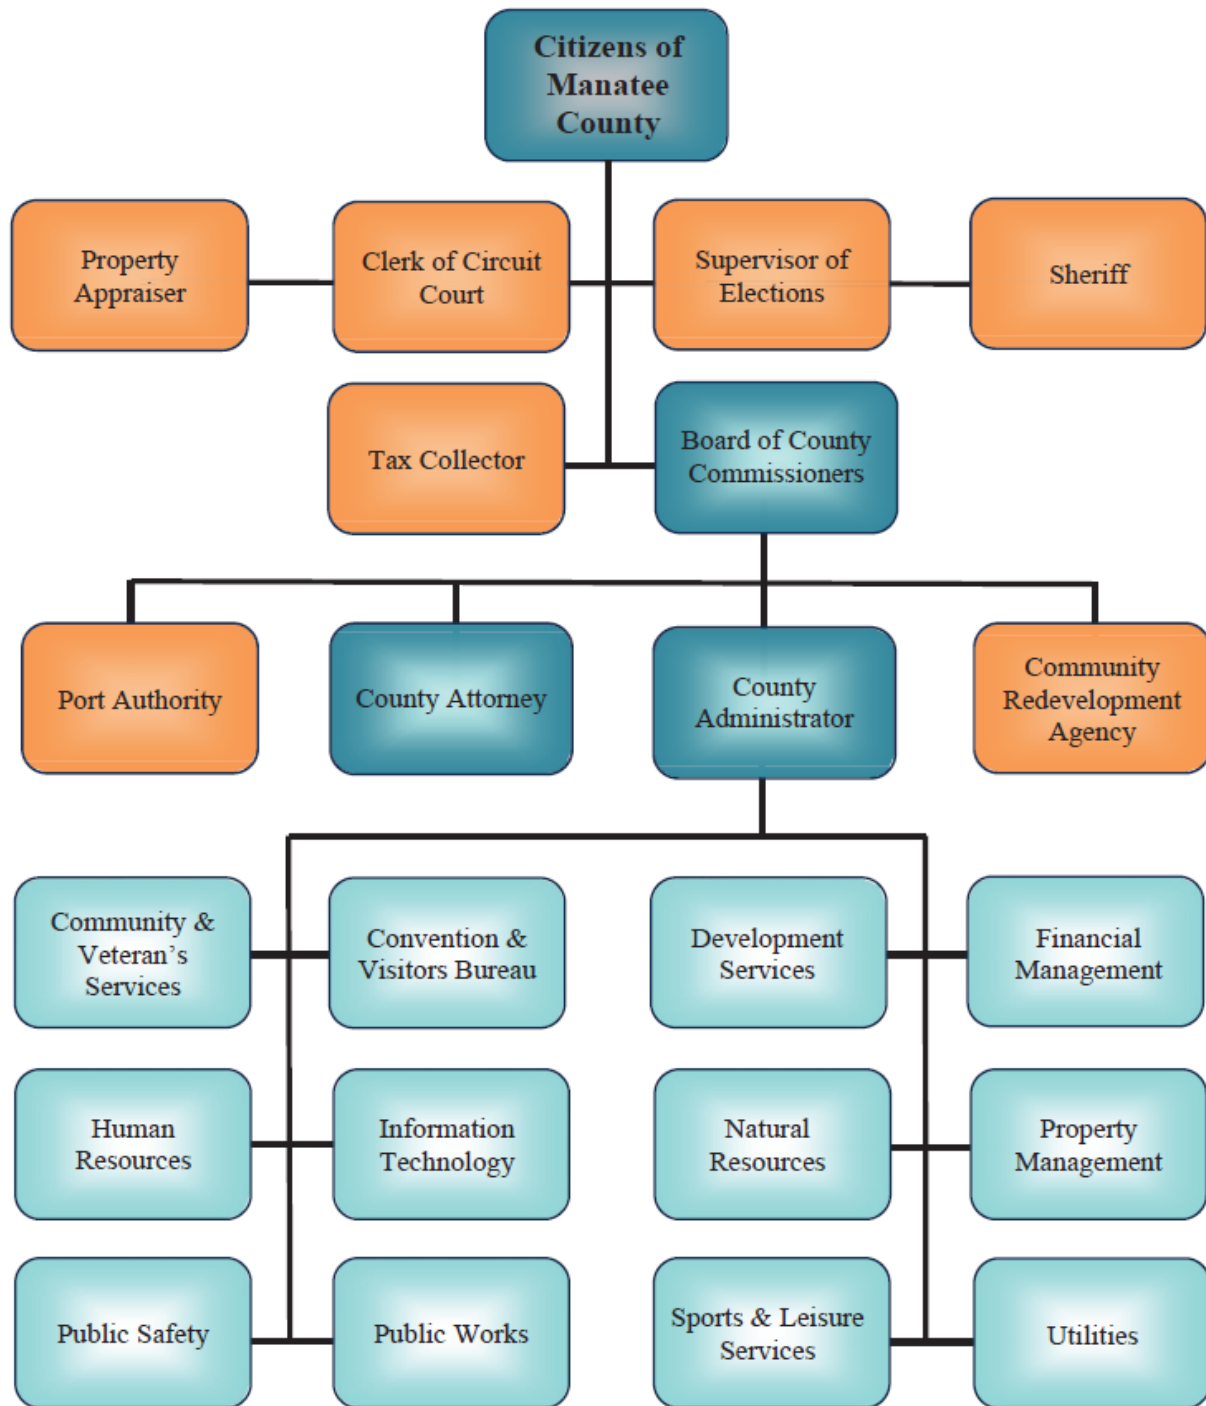 Citizens of
Manatee
County
Property
Appraiser
Clerk of Circuit
Court
Supervisor of
Elections
Sheriff
Tax Collector
Board of County
Commissioners
Port Authority
County Attorney
County
Administrator
Community
Redevelopment
Agency
Community &
Veteran’s
Services
Convention &
Visitors Bureau
Development
Services
Financial
Management
Human
Resources
Information
Technology
Natural
Resources
Property
Management
Public Safety
Public Works
Sports & Leisure
Services
Utilities